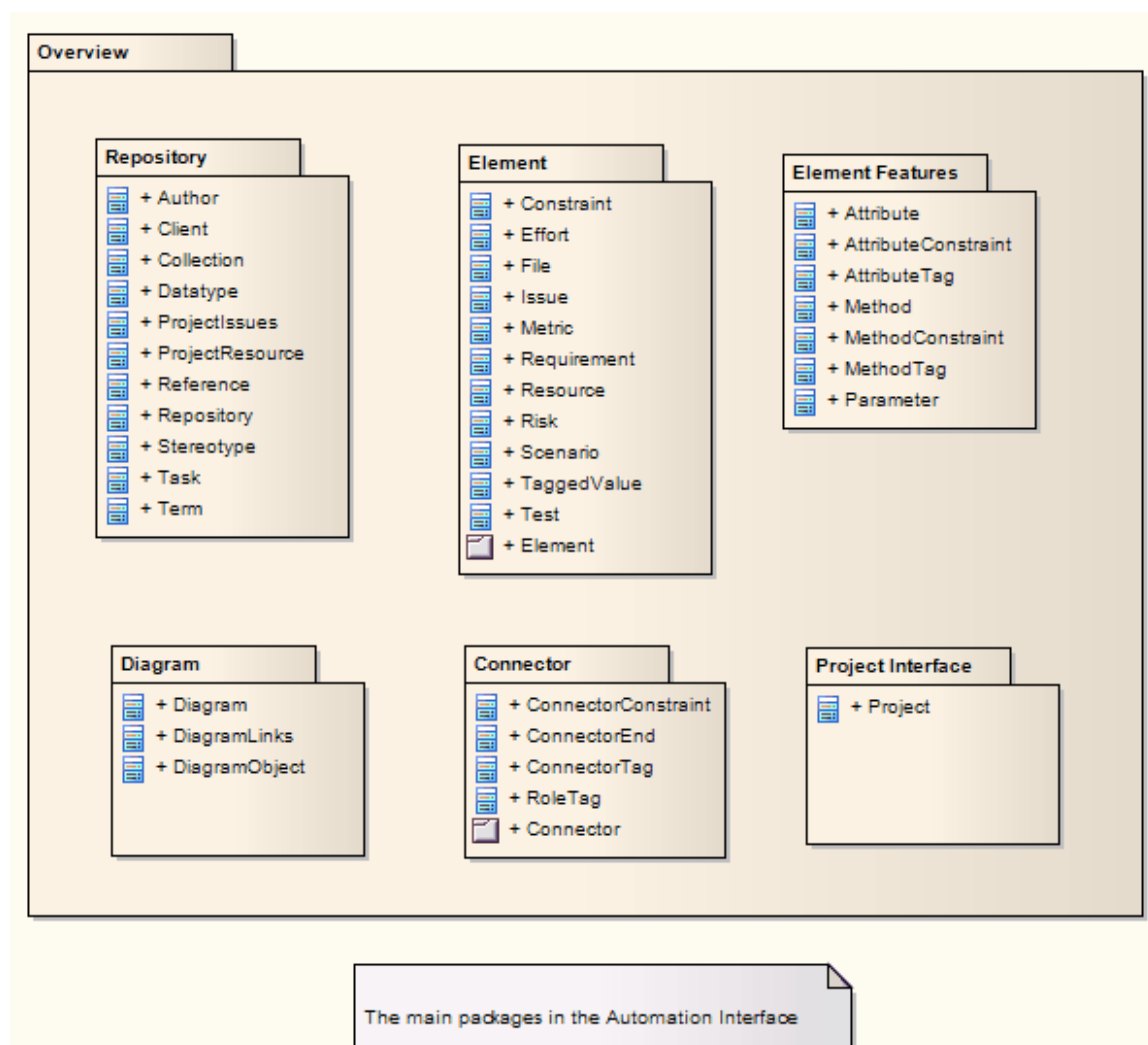 Overview
Repository
+ Author
+ Client
+ Collection
+ Datatype
+ ProjectIssues
+ ProjectResource
+ Reference
+ Repository
+ Stereotype
+ Task
+ Term
Element
+ Constraint
+ Effort
+ File
+ Issue
+ Metric
+ Requirement
+ Resource
+ Risk
+ Scenario
+ TaggedValue
+ Test
+ Element
Element Features
+ Attribute
+ AttributeConstraint
+ AttributeTag
+ Method
+ MethodConstraint
+ MethodTag
+ Parameter
Diagram
+ Diagram
+ DiagramLinks
+ DiagramObject
Connector
+ ConnectorConstraint
+ ConnectorEnd
+ ConnectorTag
+ RoleTag
+ Connector
Project Interface
+ Project
The main packages in the Automation Interface